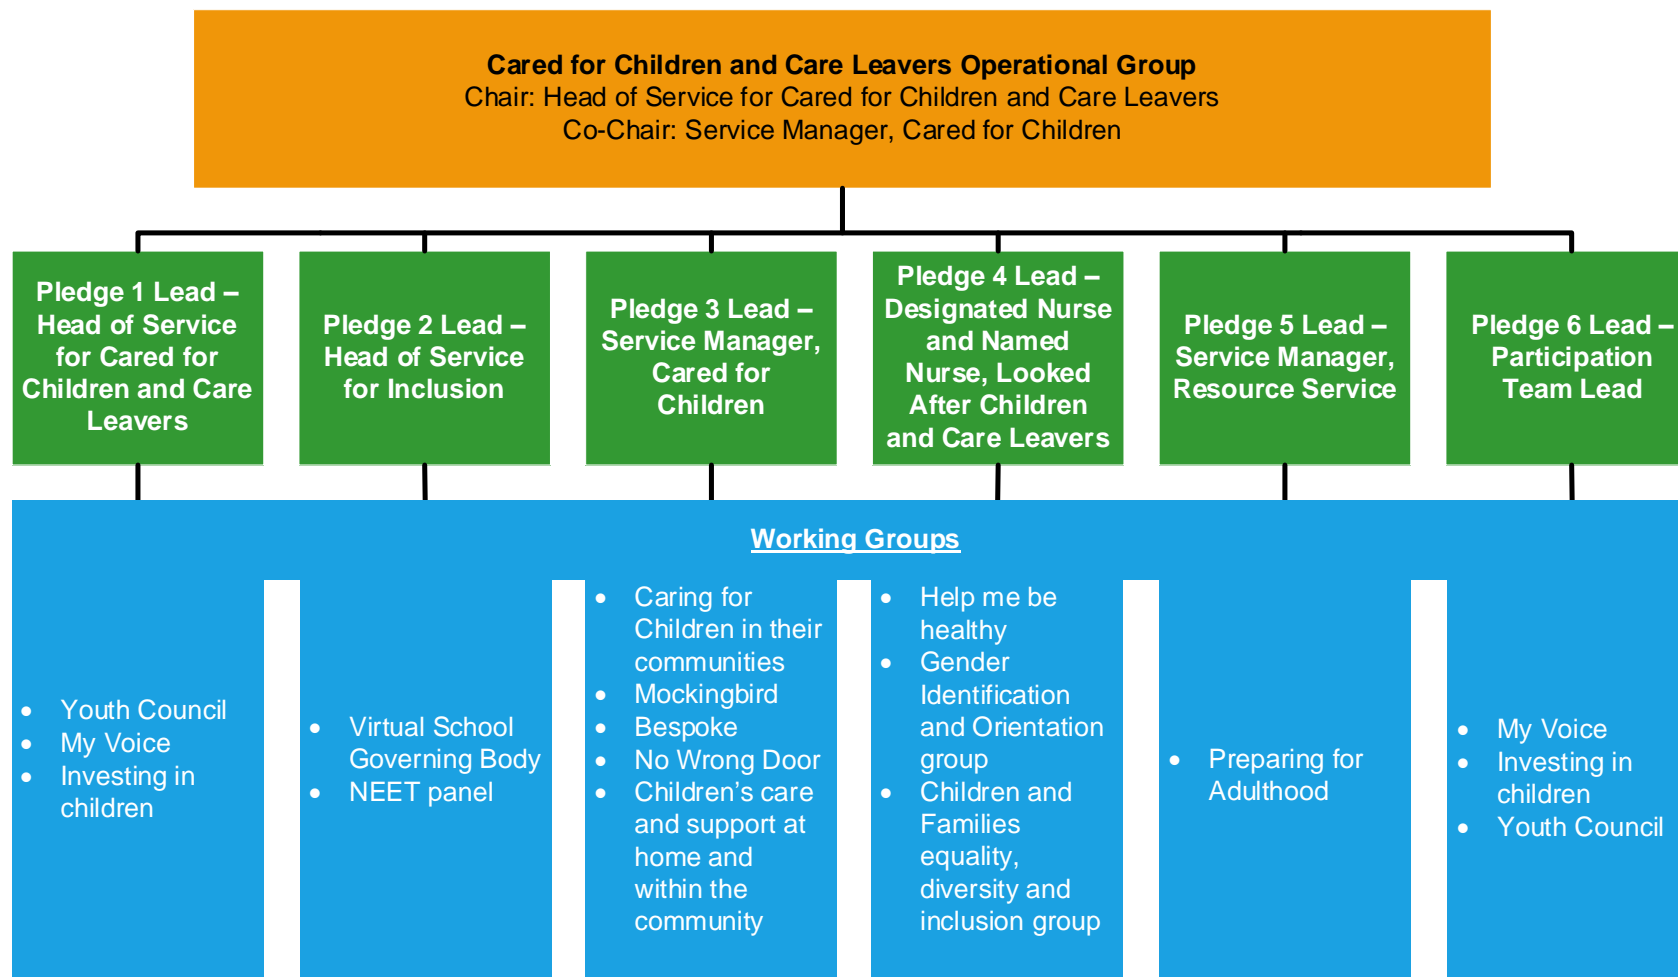 Cared for Children and Care Leavers Operational Group
Chair: Head of Service for Cared for Children and Care Leavers
Co-Chair: Service Manager, Cared for Children
Pledge 1 Lead –
Head of Service
for Cared for
Children and Care
Leavers
Pledge 2 Lead –
Head of Service
for Inclusion
Pledge 3 Lead –
Service Manager,
Cared for
Children
Pledge 4 Lead –
Designated Nurse
and Named
Nurse, Looked
After Children
and Care Leavers
Pledge 5 Lead –
Service Manager,
Resource Service
Pledge 6 Lead –
Participation
Team Lead
Working Groups
• Youth Council
• My Voice
• Investing in
children
• Virtual School
Governing Body
• NEET panel
• Caring for
Children in their
communities
• Mockingbird
• Bespoke
• No Wrong Door
• Children’s care
and support at
home and
within the
community
• Help me be
healthy
• Gender
Identification
and Orientation
group
• Children and
Families
equality,
diversity and
inclusion group
• Preparing for
Adulthood
• My Voice
• Investing in
children
• Youth Council